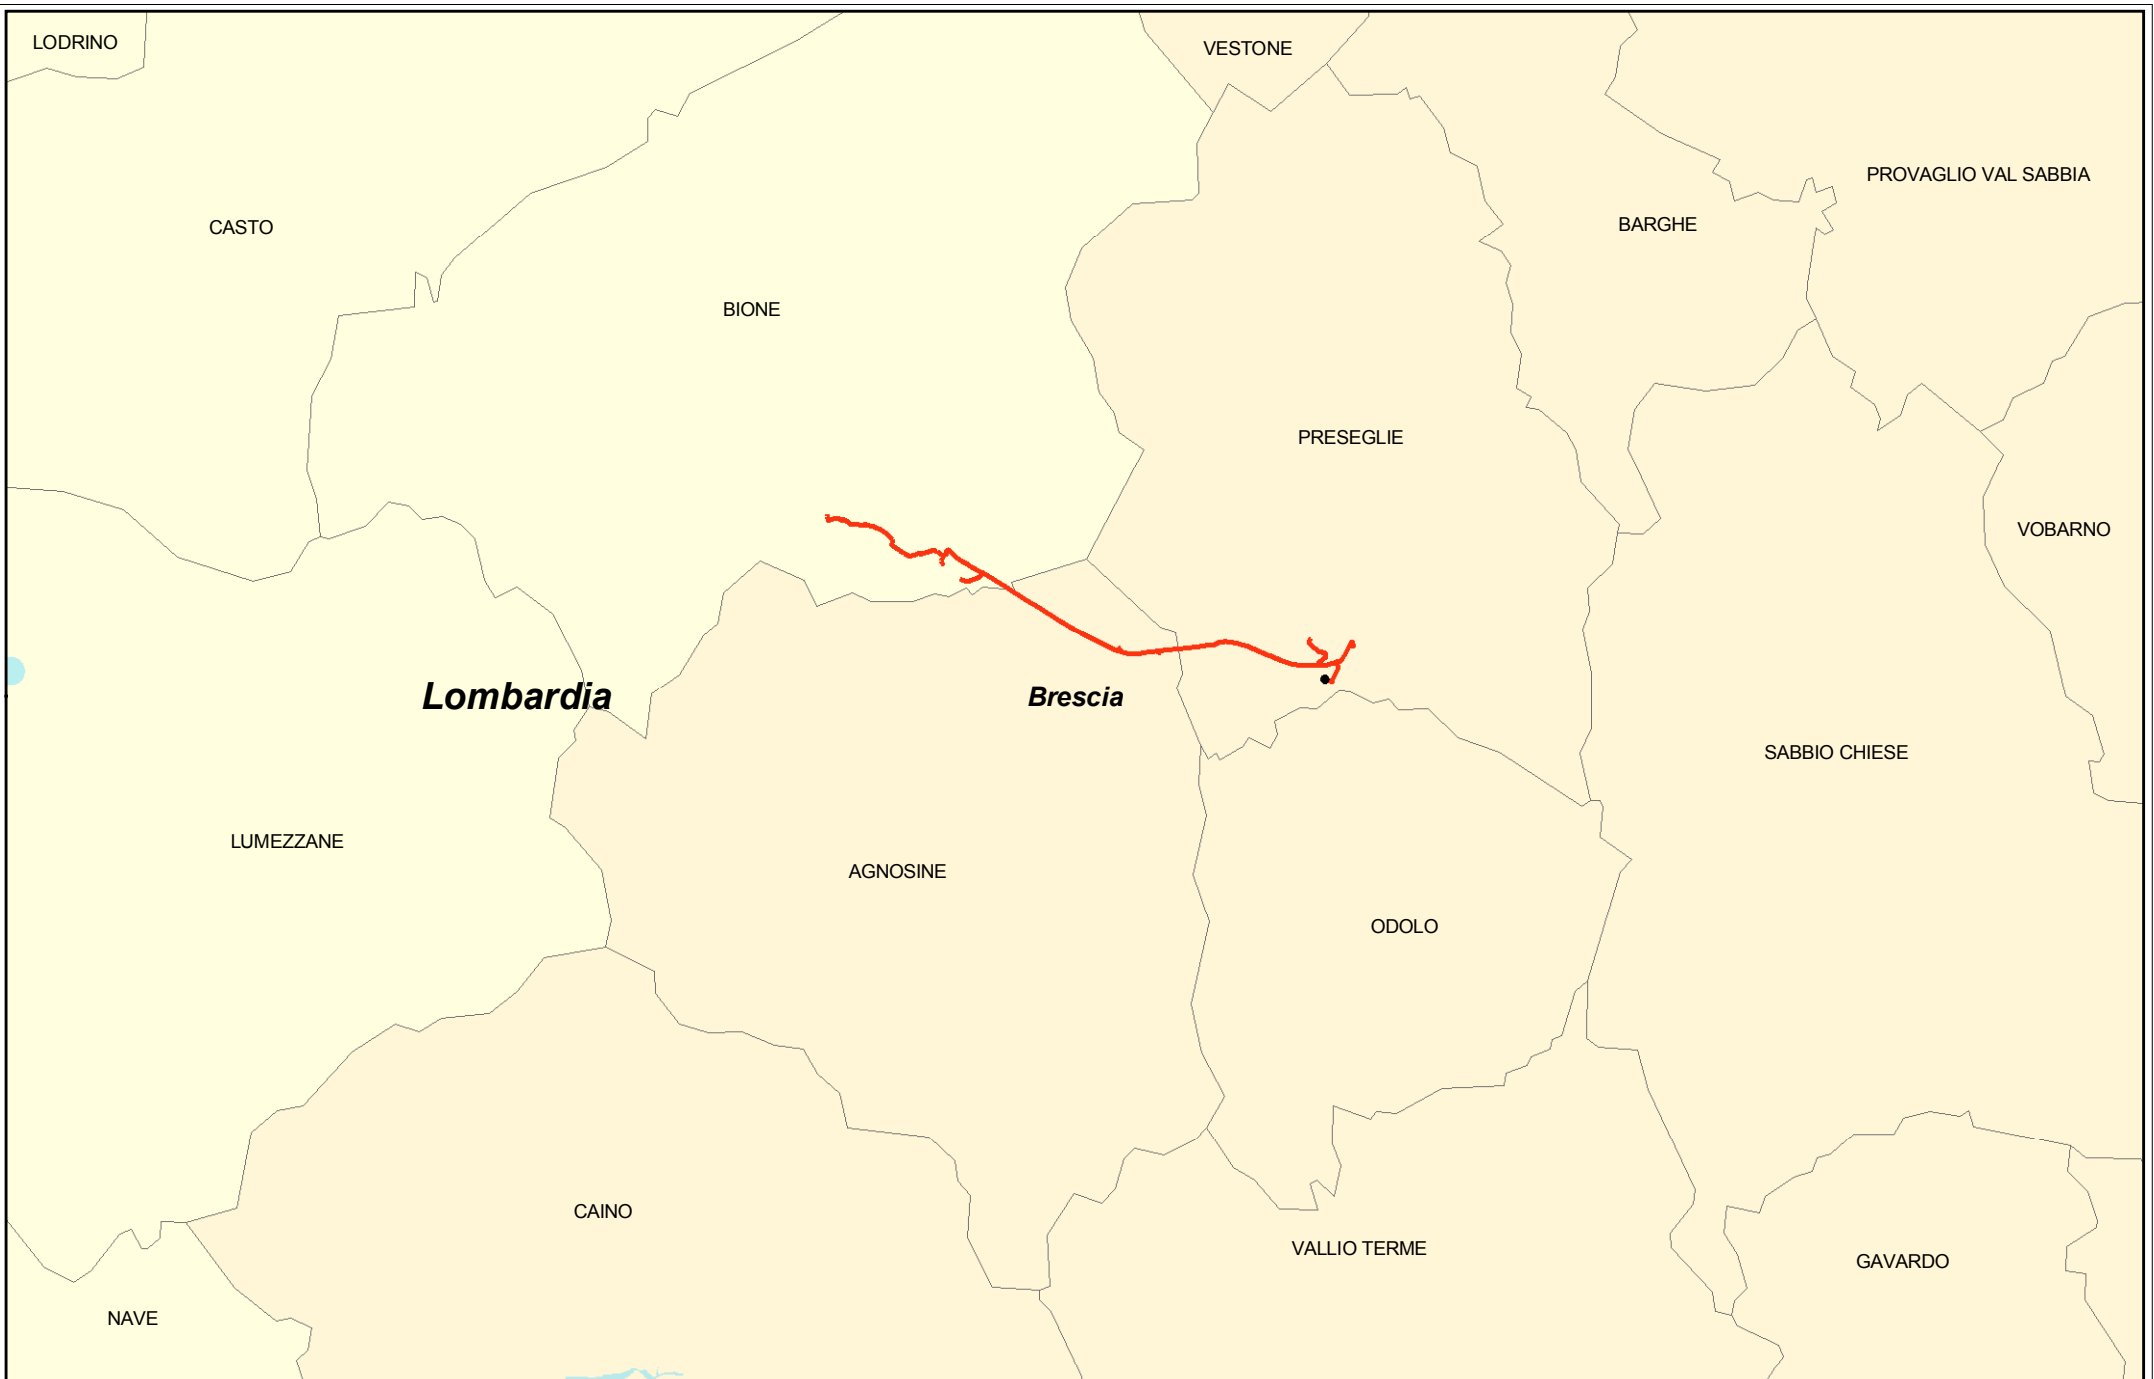 LODRINO
VESTONE
PROVAGLIO VAL SABBIA
BARGHE
CASTO
BIONE
PRESEGLIE
VOBARNO
Lombardia
Brescia
SABBIO CHIESE
LUMEZZANE
AGNOSINE
ODOLO
CAINO
VALLIO TERME
GAVARDO
NAVE